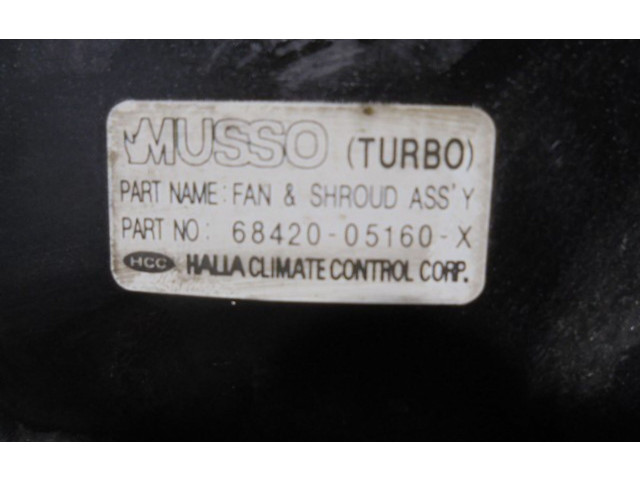 MUSSO (TURBO)
PART NAME: FAN & SHROUD ASS'Y
PART NO: 68420-05160-X
HCC HALLA CLIMATE CONTROL CORP.